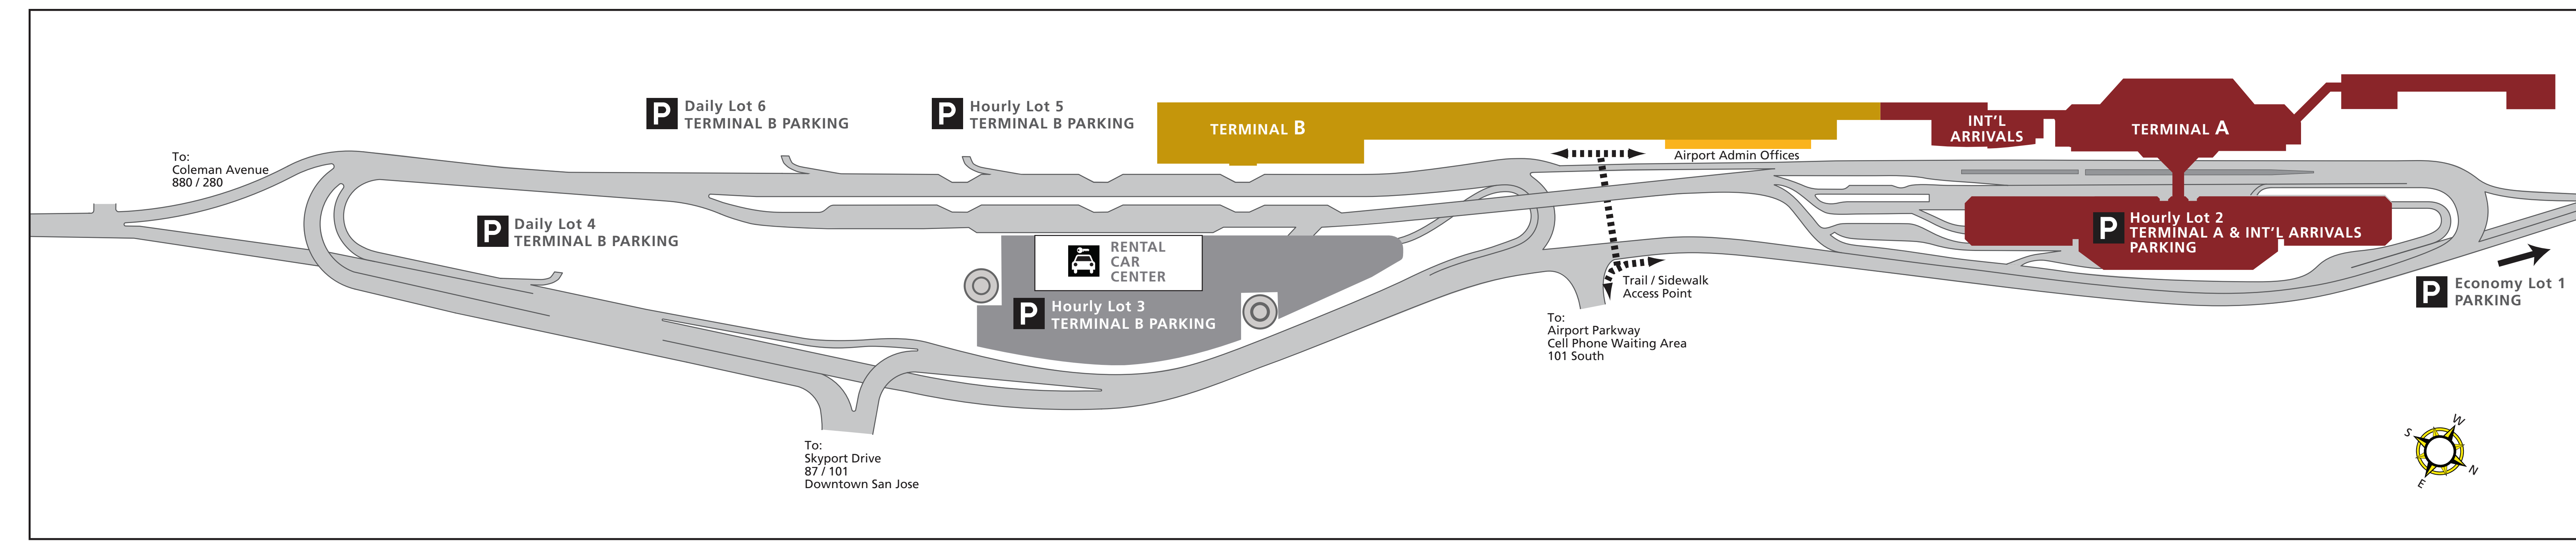 P Daily Lot 6
TERMINAL B PARKING
P Hourly Lot 5
TERMINAL B PARKING
TERMINAL B
INT'L
ARRIVALS
TERMINAL A
To:
Coleman Avenue
880 / 280
Airport Admin Offices
P Daily Lot 4
TERMINAL B PARKING
P Hourly Lot 2
TERMINAL A & INT'L ARRIVALS
PARKING
RENTAL
CAR
CENTER
P Hourly Lot 3
TERMINAL B PARKING
Trail / Sidewalk
Access Point
P Economy Lot 1
PARKING
To:
Airport Parkway
Cell Phone Waiting Area
101 South
To:
Skyport Drive
87 / 101
Downtown San Jose
W
S
N
E